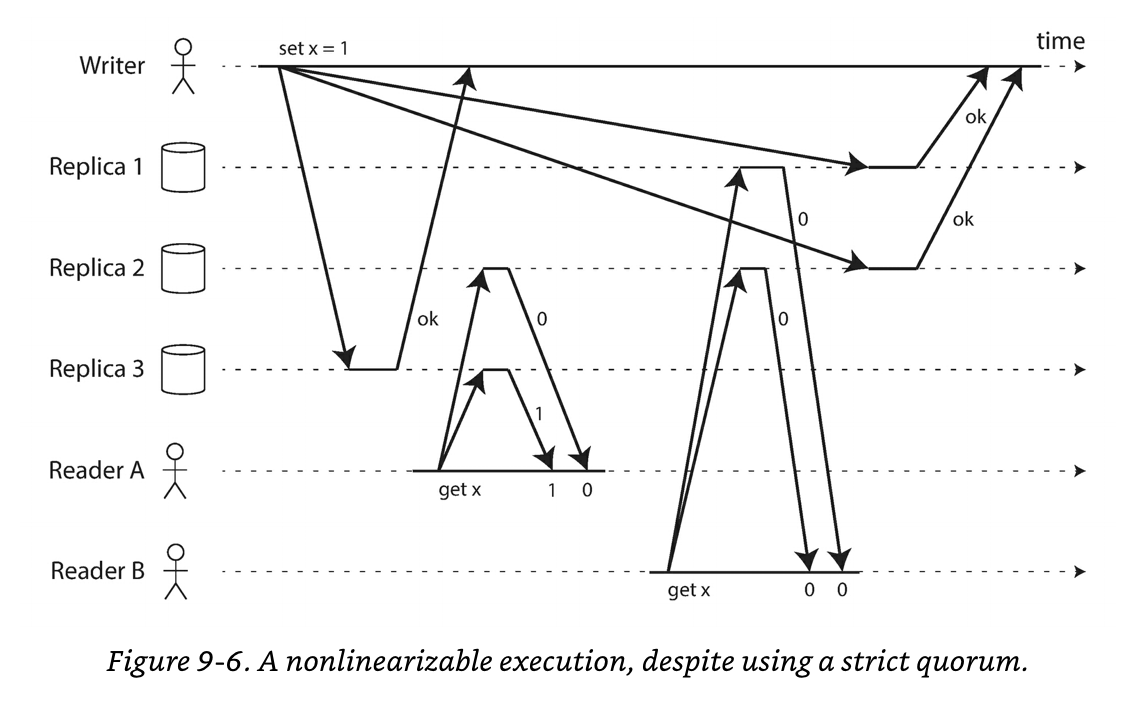 set x = 1
time
Writer
ok
Replica 1
0
ok
Replica 2
ok
0
0
Replica 3
1
Reader A
get x
1
0
Reader B
get x
0
0
Figure 9-6. A nonlinearizable execution, despite using a strict quorum.